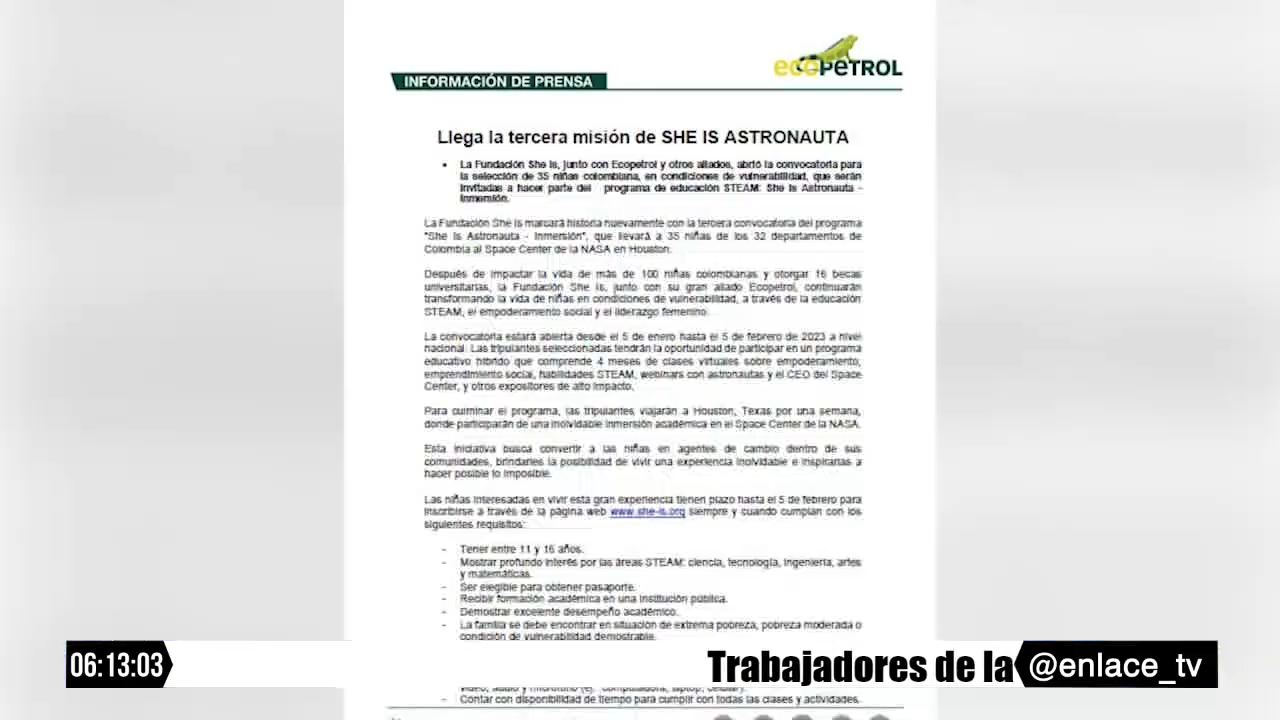 ecopetrol
INFORMACIÓN DE PRENSA
Llega la tercera misión de SHE IS ASTRONAUTA
• La Fundación She Is, junto con Ecopetrol y otros aliados, abrió la convocatoria para
la selección de 35 niñas colombiana, en condiciones de vulnerabilidad, que serán
invitadas a hacer parte del programa de educación STEAM: She Is Astronauta -
Inmersión.
La Fundación She Is marcará historia nuevamente con la tercera convocatoria del programa
"She Is Astronauta - Inmersión", que llevará a 35 niñas de los 32 departamentos de
Colombia al Space Center de la NASA en Houston.
Después de impactar la vida de más de 100 niñas colombianas y otorgar 16 becas
universitarias, la Fundación She Is, junto con su gran aliado Ecopetrol, continuarán
transformando la vida de niñas en condiciones de vulnerabilidad, a través de la educación
STEAM, el empoderamiento social y el liderazgo femenino.
La convocatoria estará abierta desde el 5 de enero hasta el 5 de febrero de 2023 a nivel
nacional. Las tripulantes seleccionadas tendrán la oportunidad de participar en un programa
educativo híbrido que comprende 4 meses de clases virtuales sobre empoderamiento,
emprendimiento social, habilidades STEAM, webinars con astronautas y el CEO del Space
Center, y otros expositores de alto impacto.
Para culminar el programa, las tripulantes viajarán a Houston, Texas por una semana,
donde participarán de una inolvidable inmersión académica en el Space Center de la NASA.
Esta iniciativa busca convertir a las niñas en agentes de cambio dentro de sus
comunidades, brindarles la posibilidad de vivir una experiencia inolvidable e inspirarlas a
hacer posible lo imposible.
Las niñas interesadas en vivir esta gran experiencia tienen plazo hasta el 5 de febrero para
inscribirse a través de la página web www.she-is.org siempre y cuando cumplan con los
siguientes requisitos:
- Tener entre 11 y 16 años.
- Mostrar profundo interés por las áreas STEAM: ciencia, tecnología, ingeniería, artes
y matemáticas.
- Ser elegible para obtener pasaporte.
- Recibir formación académica en una institución pública.
- Demostrar excelente desempeño académico.
- La familia se debe encontrar en situación de extrema pobreza, pobreza moderada o
condición de vulnerabilidad demostrable.
06:13:03
Trabajadores de la
@enlace_tv
video, audio y micrófono (ej: computadora, laptop, celular).
- Contar con disponibilidad de tiempo para cumplir con todas las clases y actividades.